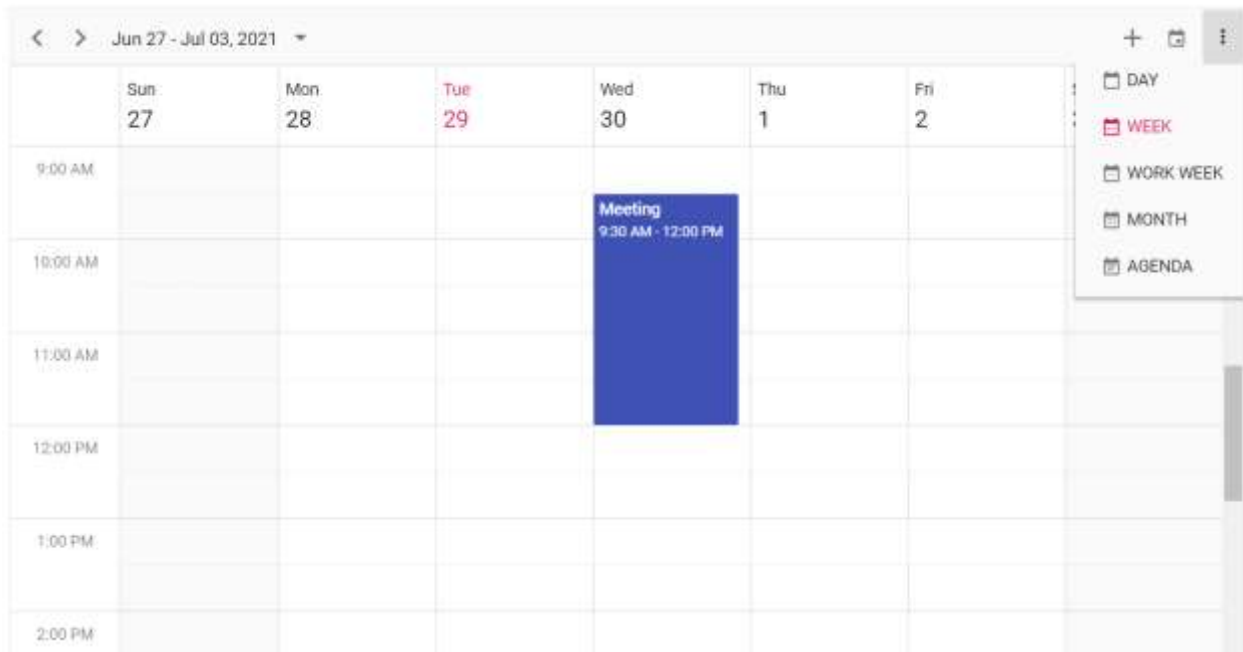 Jun 27 - Jul 03, 2021
Sun Mon Tue Wed Thu Fri
27 28 29 30 1 2
DAY
WEEK
WORK WEEK
MONTH
AGENDA
9:00 AM
Meeting
9:30 AM - 12:00 PM
10:00 AM
11:00 AM
12:00 PM
1:00 PM
2:00 PM